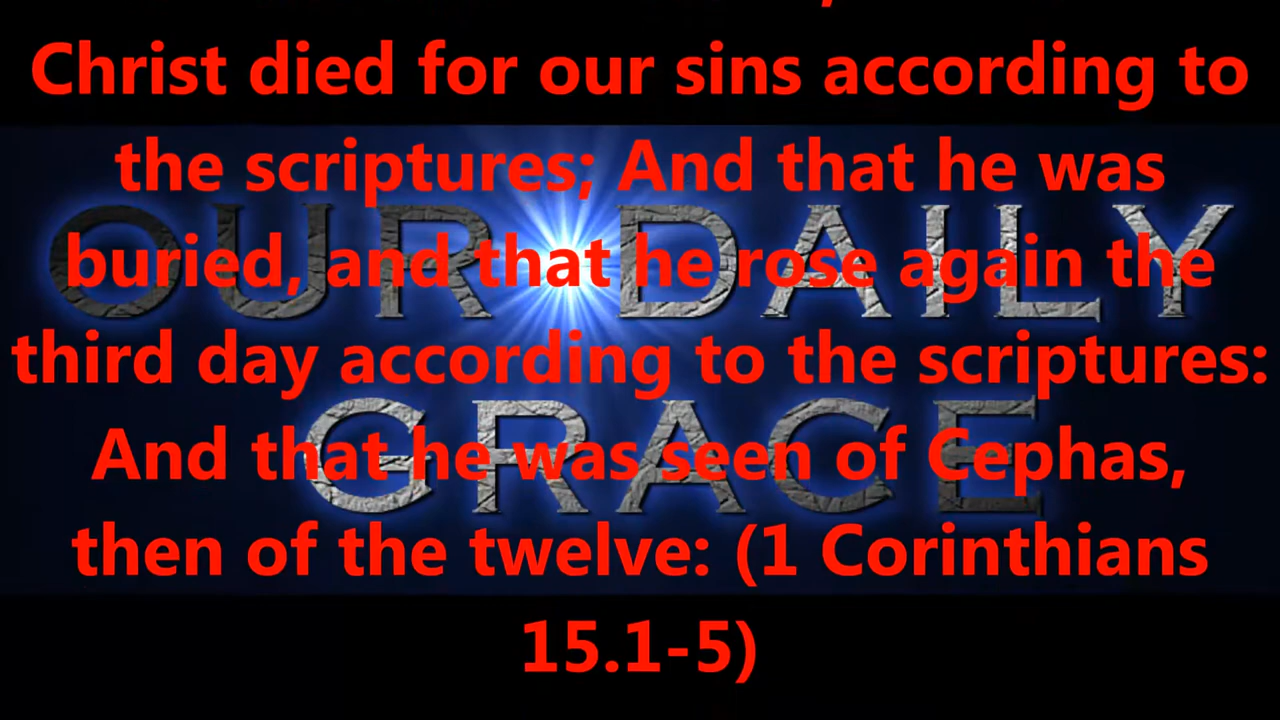 Christ died for our sins according to
the scriptures; And that he was
buried, and that he rose again the
third day according to the scriptures:
And that he was seen of Cephas,
then of the twelve: (1 Corinthians
15.1-5)
OUR DAILY
GRACE